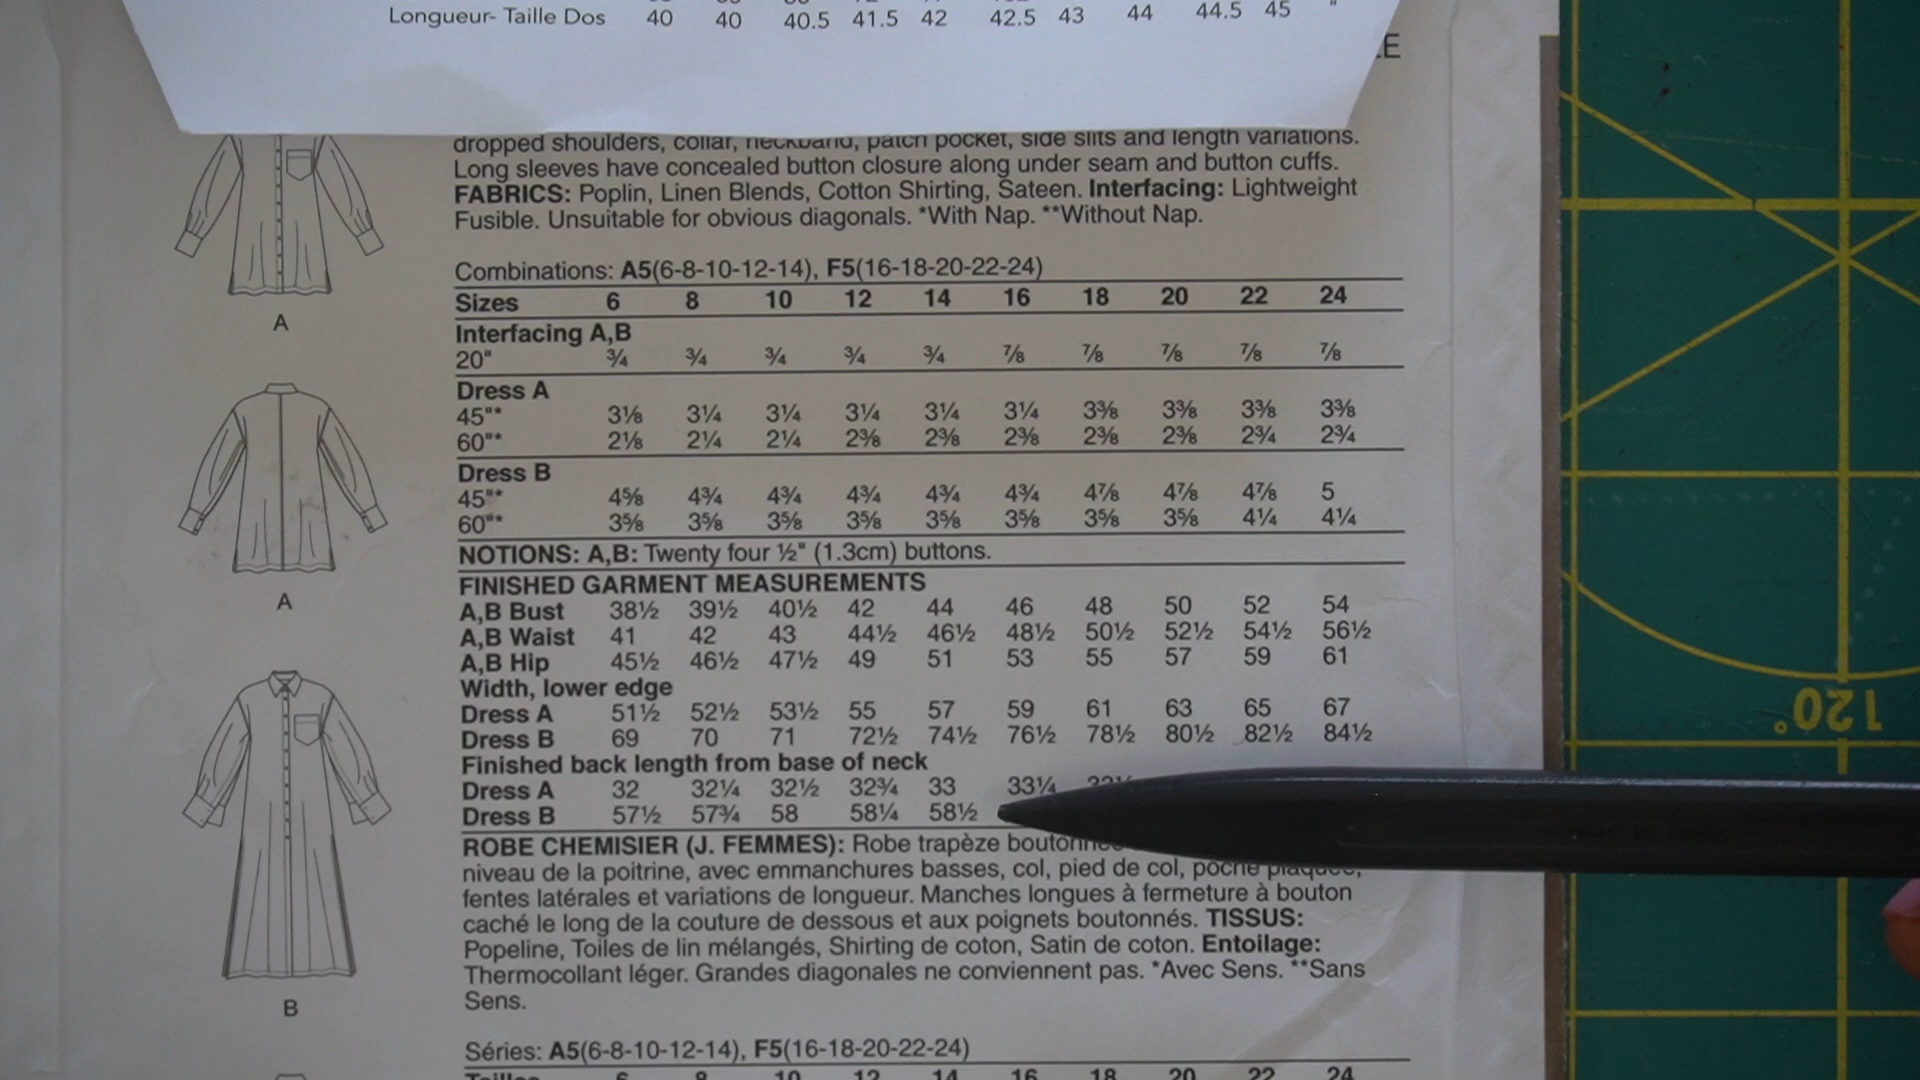 Longueur- Taille Dos 40 40 40.5 41.5 42 42.5 43 44 44.5 45 "
E
dropped shoulders, collar, neckband, patch pocket, side slits and length variations.
Long sleeves have concealed button closure along under seam and button cuffs.
FABRICS: Poplin, Linen Blends, Cotton Shirting, Sateen. Interfacing: Lightweight
Fusible. Unsuitable for obvious diagonals. *With Nap. **Without Nap.
Combinations: A5(6-8-10-12-14), F5(16-18-20-22-24)
Sizes 6 8 10 12 14 16 18 20 22 24
Interfacing A,B
20" ¾ ¾ ¾ ¾ ¾ ⅞ ⅞ ⅞ ⅞ ⅞
Dress A
45"* 3⅛ 3¼ 3¼ 3¼ 3¼ 3¼ 3⅜ 3⅜ 3⅜ 3⅜
60"* 2⅛ 2¼ 2¼ 2⅜ 2⅜ 2⅜ 2⅜ 2⅜ 2¾ 2¾
Dress B
45"* 4⅝ 4¾ 4¾ 4¾ 4¾ 4¾ 4⅞ 4⅞ 4⅞ 5
60"* 3⅝ 3⅝ 3⅝ 3⅝ 3⅝ 3⅝ 3⅝ 3⅝ 4¼ 4¼
NOTIONS: A,B: Twenty four ½" (1.3cm) buttons.
FINISHED GARMENT MEASUREMENTS
A,B Bust 38½ 39½ 40½ 42 44 46 48 50 52 54
A,B Waist 41 42 43 44½ 46½ 48½ 50½ 52½ 54½ 56½
A,B Hip 45½ 46½ 47½ 49 51 53 55 57 59 61
Width, lower edge
Dress A 51½ 52½ 53½ 55 57 59 61 63 65 67
Dress B 69 70 71 72½ 74½ 76½ 78½ 80½ 82½ 84½
Finished back length from base of neck
Dress A 32 32¼ 32½ 32¾ 33 33¼
Dress B 57½ 57¾ 58 58¼ 58½
ROBE CHEMISIER (J. FEMMES): Robe trapèze
niveau de la poitrine, avec emmanchures basses, col, pied de col, poche plaquée,
fentes latérales et variations de longueur. Manches longues à fermeture à bouton
caché le long de la couture de dessous et aux poignets boutonnés. TISSUS:
Popeline, Toiles de lin mélangés, Shirting de coton, Satin de coton. Entoilage:
Thermocollant léger. Grandes diagonales ne conviennent pas. *Avec Sens. **Sans
Sens.
Séries: A5(6-8-10-12-14), F5(16-18-20-22-24)
Tailles 6 8 10 12 14 16 18 20 22 24
A
A
B
120°